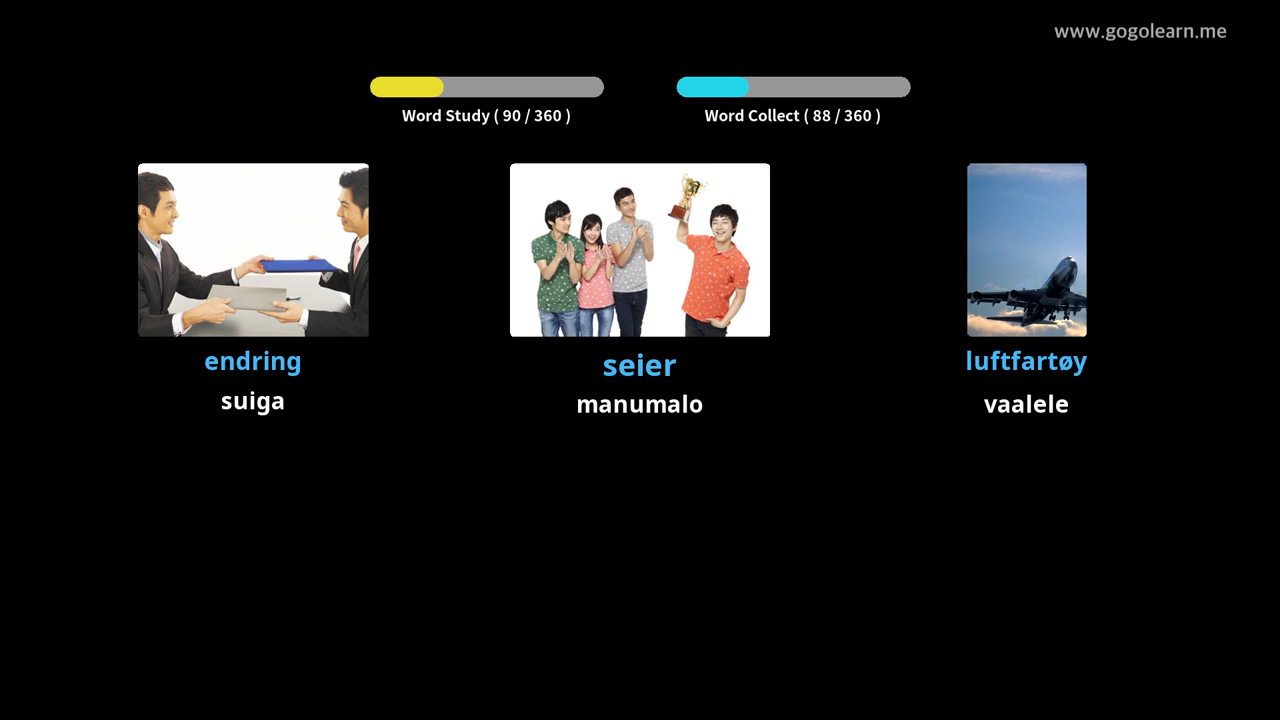 www.gogolearn.me
Word Study ( 90 / 360 )
Word Collect ( 88 / 360 )
endring
suiga
seier
manumalo
luftfartøy
vaalele